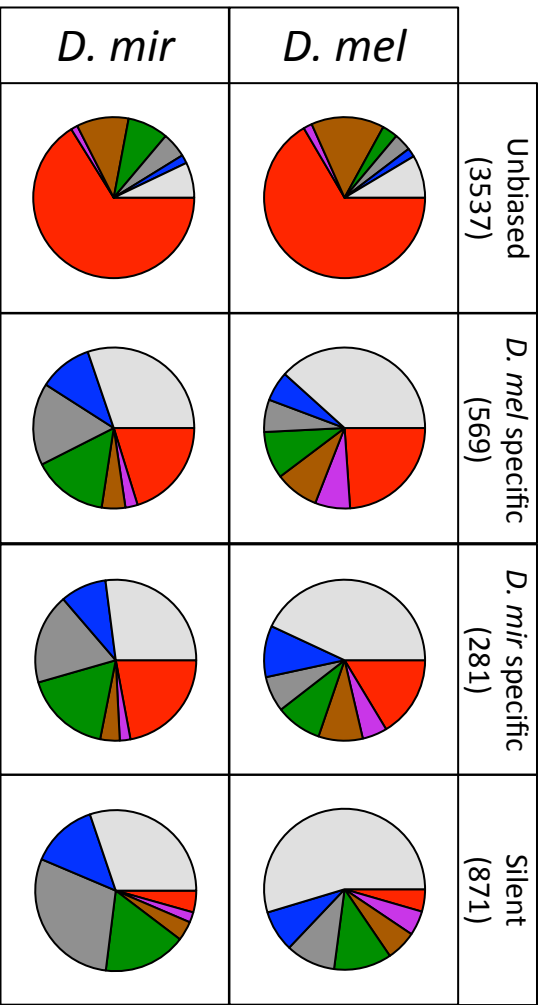 D. mir
D. mel
Unbiased
(3537)
D. mel specific
(569)
D. mir specific
(281)
Silent
(871)